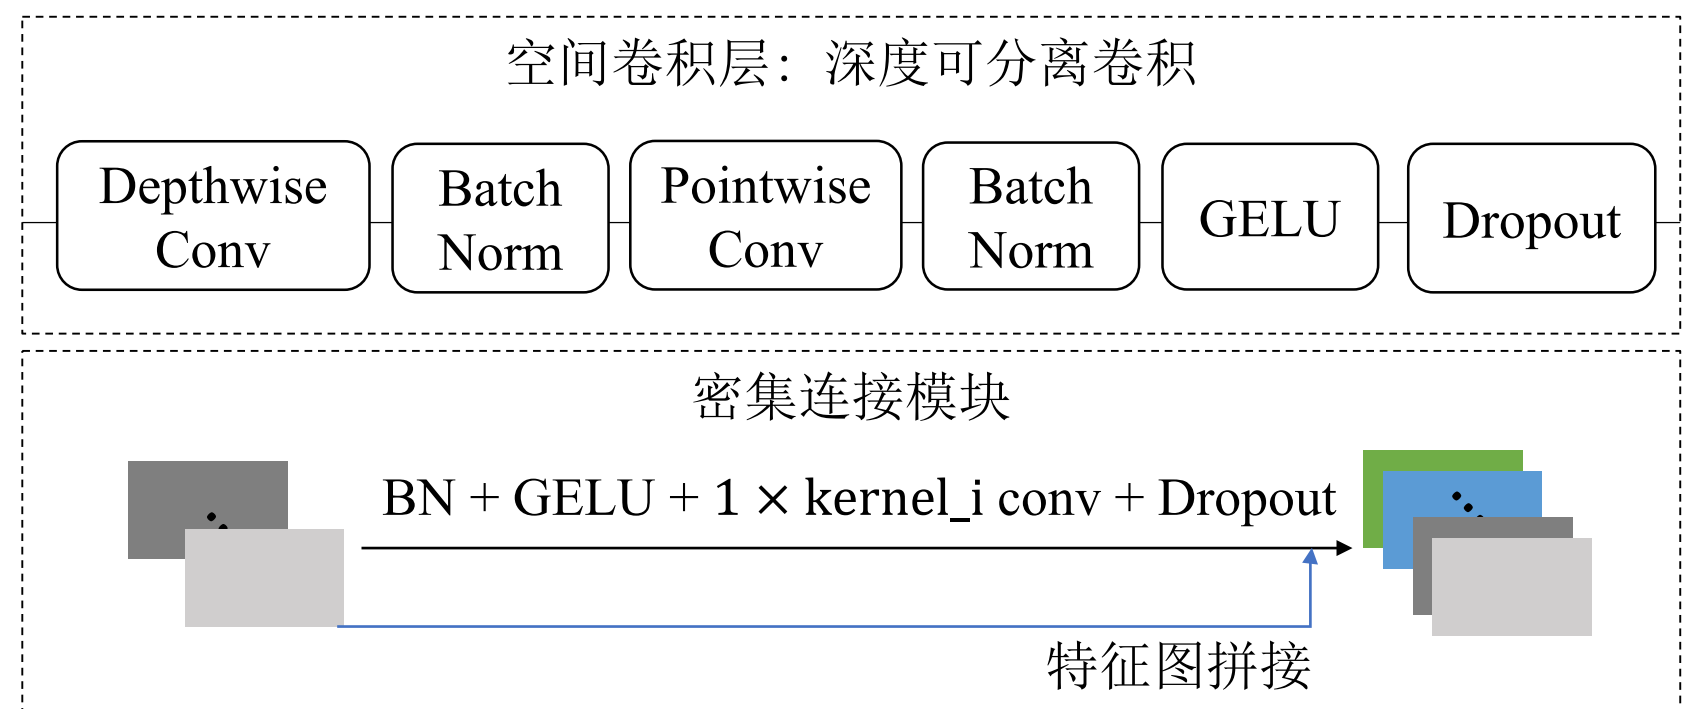 空间卷积层：深度可分离卷积
Depthwise
Conv
Batch
Norm
Pointwise
Conv
Batch
Norm
GELU
Dropout
密集连接模块
BN + GELU + 1 × kernel_i conv + Dropout
特征图拼接